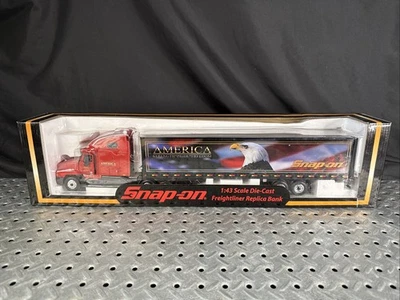 AMERICA
Snap-on
Snap-on
1:43 Scale Die-Cast
Freightliner Replica Bank